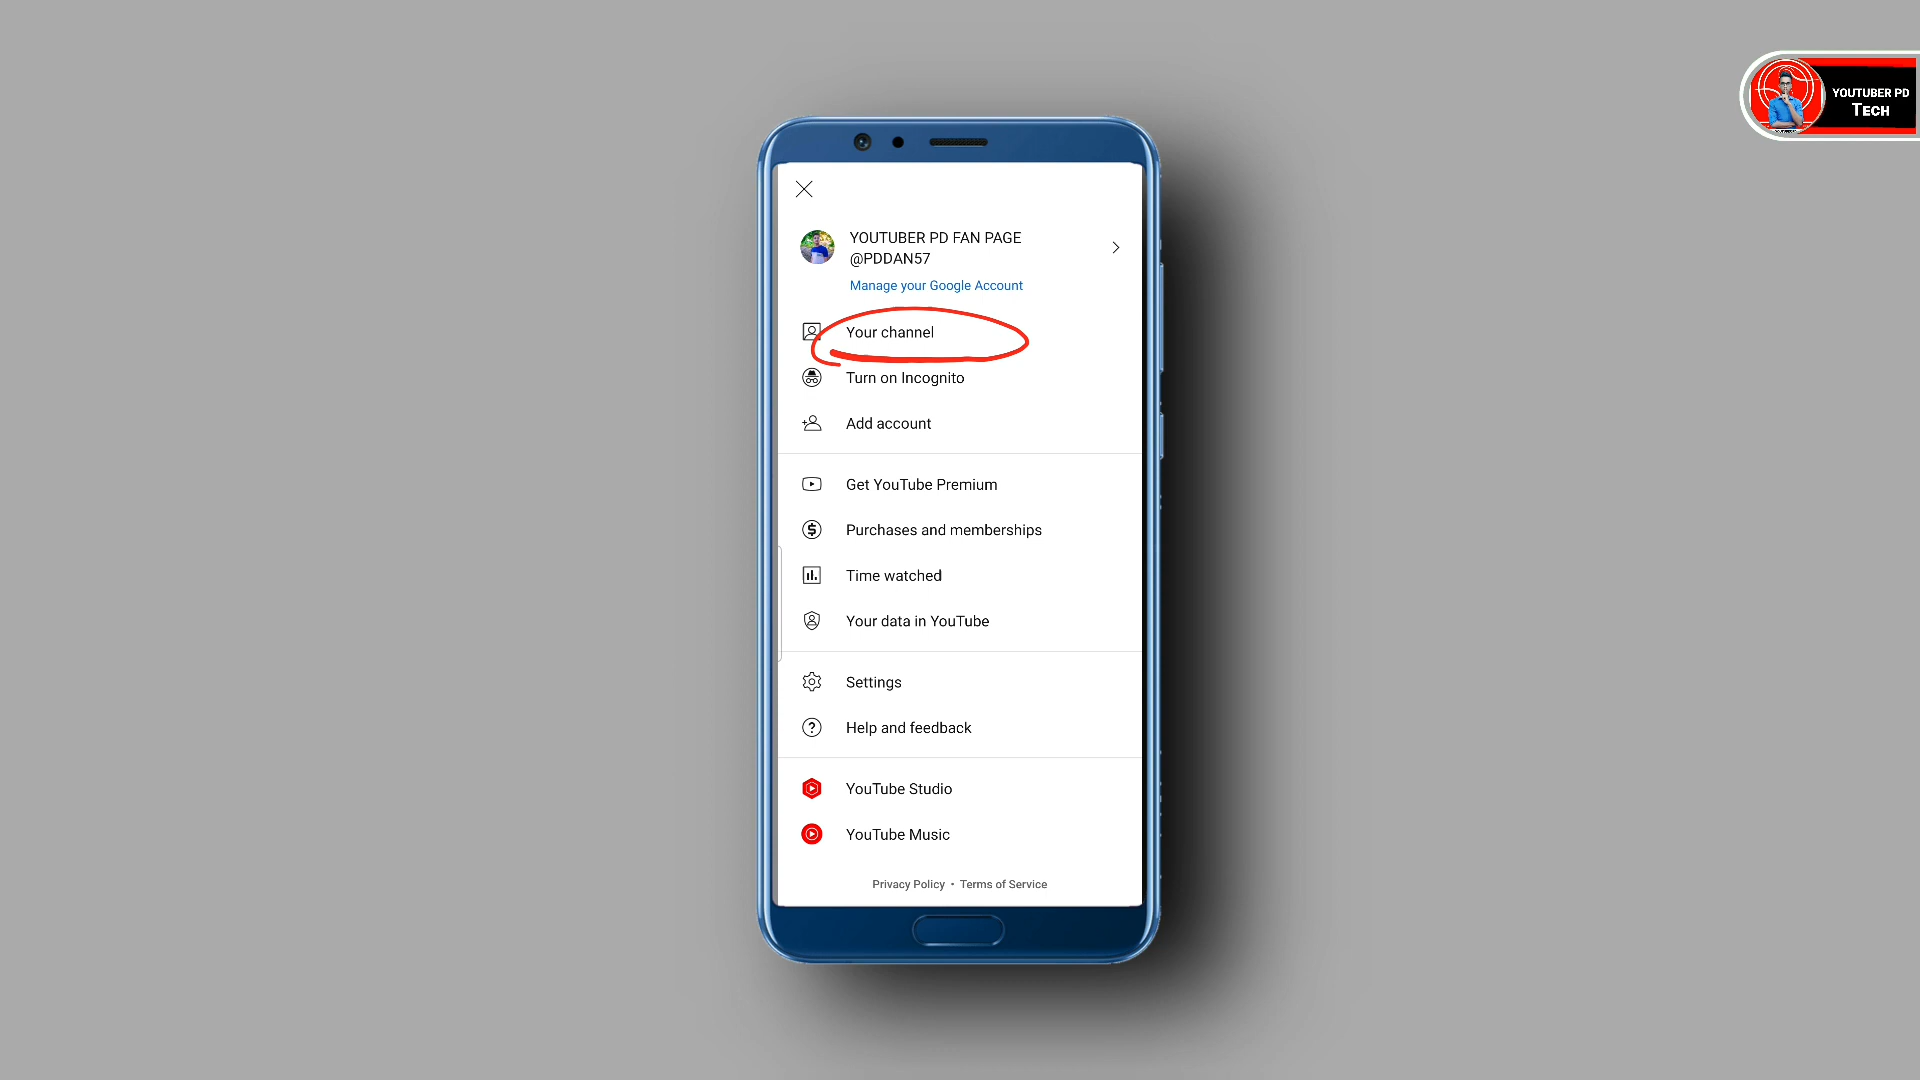 YOUTUBER PD
TECH
YOUTUBER PD FAN PAGE
@PDDAN57
Manage your Google Account
Your channel
Turn on Incognito
Add account
Get YouTube Premium
Purchases and memberships
Time watched
Your data in YouTube
Settings
Help and feedback
YouTube Studio
YouTube Music
Privacy Policy • Terms of Service